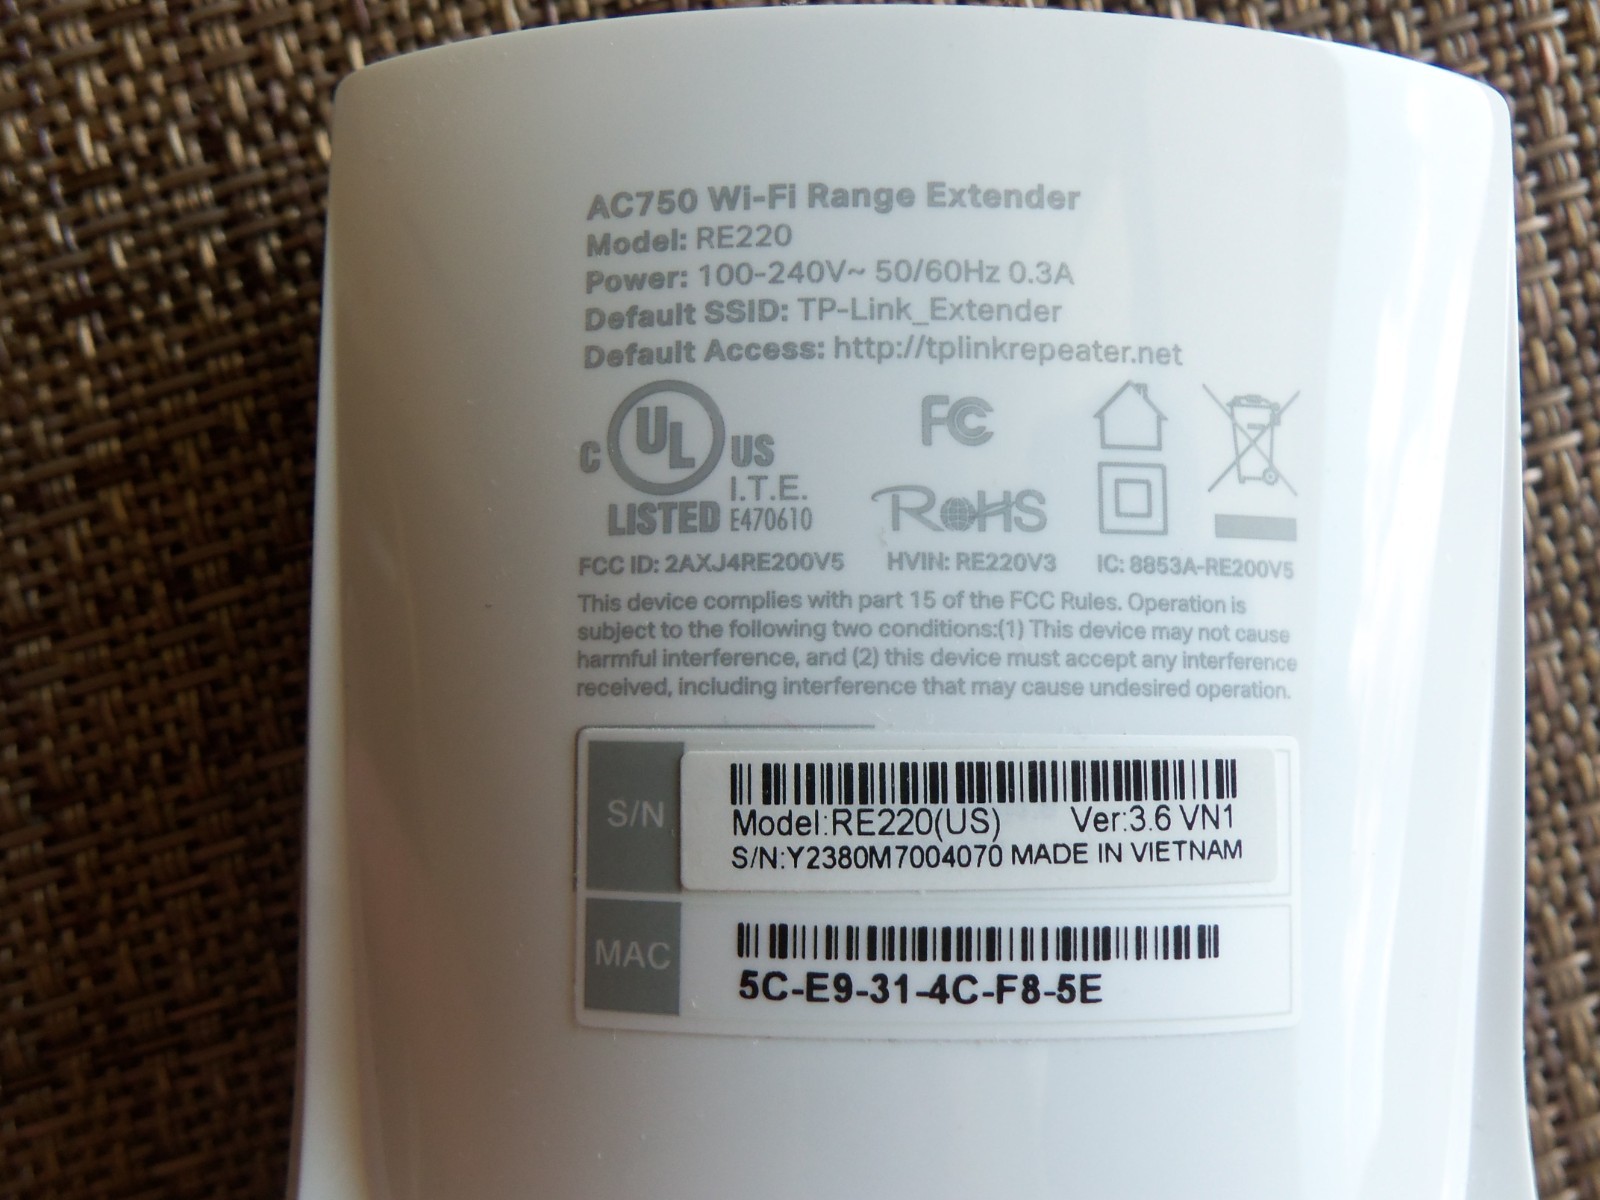 AC750 Wi-Fi Range Extender
Model: RE220
Power: 100-240V~ 50/60Hz 0.3A
Default SSID: TP-Link_Extender
Default Access: http://tplinkrepeater.net
C UL US
I.T.E.
LISTED E470610
FC
RoHS
FCC ID: 2AXJ4RE200V5 HVIN: RE220V3 IC: 8853A-RE200V5
This device complies with part 15 of the FCC Rules. Operation is
subject to the following two conditions:(1) This device may not cause
harmful interference, and (2) this device must accept any interference
received, including interference that may cause undesired operation.
S/N
Model:RE220(US) Ver:3.6 VN1
S/N:Y2380M7004070 MADE IN VIETNAM
MAC
5C-E9-31-4C-F8-5E